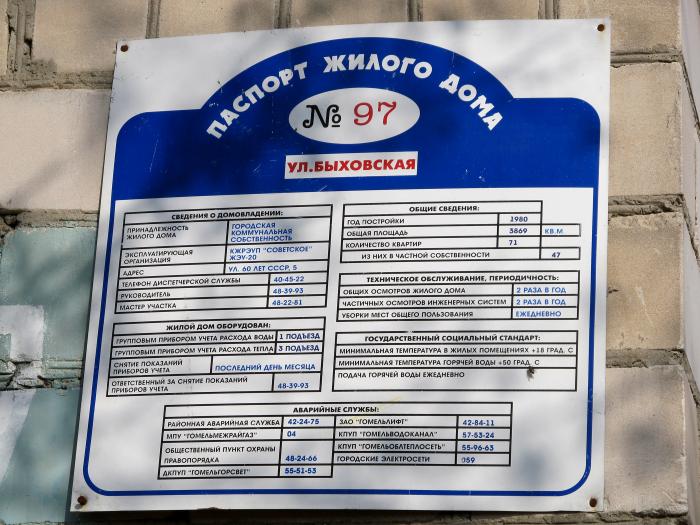 ПАСПОРТ ЖИЛОГО ДОМА
№ 97
УЛ.БЫХОВСКАЯ
СВЕДЕНИЯ О ДОМОВЛАДЕНИИ:
ПРИНАДЛЕЖНОСТЬ ЖИЛОГО ДОМА ГОРОДСКАЯ КОММУНАЛЬНАЯ СОБСТВЕННОСТЬ
ЭКСПЛУАТИРУЮЩАЯ ОРГАНИЗАЦИЯ КЖРЭУП "СОВЕТСКОЕ" ЖЭУ-20
АДРЕС УЛ. 60 ЛЕТ СССР, 5
ТЕЛЕФОН ДИСПЕТЧЕРСКОЙ СЛУЖБЫ 40-45-22
РУКОВОДИТЕЛЬ 48-39-93
МАСТЕР УЧАСТКА 48-22-81
ЖИЛОЙ ДОМ ОБОРУДОВАН:
ГРУППОВЫМ ПРИБОРОМ УЧЕТА РАСХОДА ВОДЫ 1 ПОДЪЕЗД
ГРУППОВЫМ ПРИБОРОМ УЧЕТА РАСХОДА ТЕПЛА 3 ПОДЪЕЗД
СНЯТИЕ ПОКАЗАНИЙ ПРИБОРОВ УЧЕТА ПОСЛЕДНИЙ ДЕНЬ МЕСЯЦА
ОТВЕТСТВЕННЫЙ ЗА СНЯТИЕ ПОКАЗАНИЙ ПРИБОРОВ УЧЕТА 48-39-93
ОБЩИЕ СВЕДЕНИЯ:
ГОД ПОСТРОЙКИ 1980
ОБЩАЯ ПЛОЩАДЬ 3869 КВ.М
КОЛИЧЕСТВО КВАРТИР 71
ИЗ НИХ В ЧАСТНОЙ СОБСТВЕННОСТИ 47
ТЕХНИЧЕСКОЕ ОБСЛУЖИВАНИЕ, ПЕРИОДИЧНОСТЬ:
ОБЩИХ ОСМОТРОВ ЖИЛОГО ДОМА 2 РАЗА В ГОД
ЧАСТИЧНЫХ ОСМОТРОВ ИНЖЕНЕРНЫХ СИСТЕМ 2 РАЗА В ГОД
УБОРКИ МЕСТ ОБЩЕГО ПОЛЬЗОВАНИЯ ЕЖЕДНЕВНО
ГОСУДАРСТВЕННЫЙ СОЦИАЛЬНЫЙ СТАНДАРТ:
МИНИМАЛЬНАЯ ТЕМПЕРАТУРА В ЖИЛЫХ ПОМЕЩЕНИЯХ +18 ГРАД. С
МИНИМАЛЬНАЯ ТЕМПЕРАТУРА ГОРЯЧЕЙ ВОДЫ +50 ГРАД. С
ПОДАЧА ГОРЯЧЕЙ ВОДЫ ЕЖЕДНЕВНО
АВАРИЙНЫЕ СЛУЖБЫ:
РАЙОННАЯ АВАРИЙНАЯ СЛУЖБА 42-24-75
МПУ "ГОМЕЛЬМЕЖРАЙГАЗ" 04
ОБЩЕСТВЕННЫЙ ПУНКТ ОХРАНЫ ПРАВОПОРЯДКА 48-24-66
ДКПУП "ГОМЕЛЬГОРСВЕТ" 55-51-53
ЗАО "ГОМЕЛЬЛИФТ" 42-84-11
КПУП "ГОМЕЛЬВОДОКАНАЛ" 57-53-24
КПУП "ГОМЕЛЬОБЛТЕПЛОСЕТЬ" 55-96-63
ГОРОДСКИЕ ЭЛЕКТРОСЕТИ 059